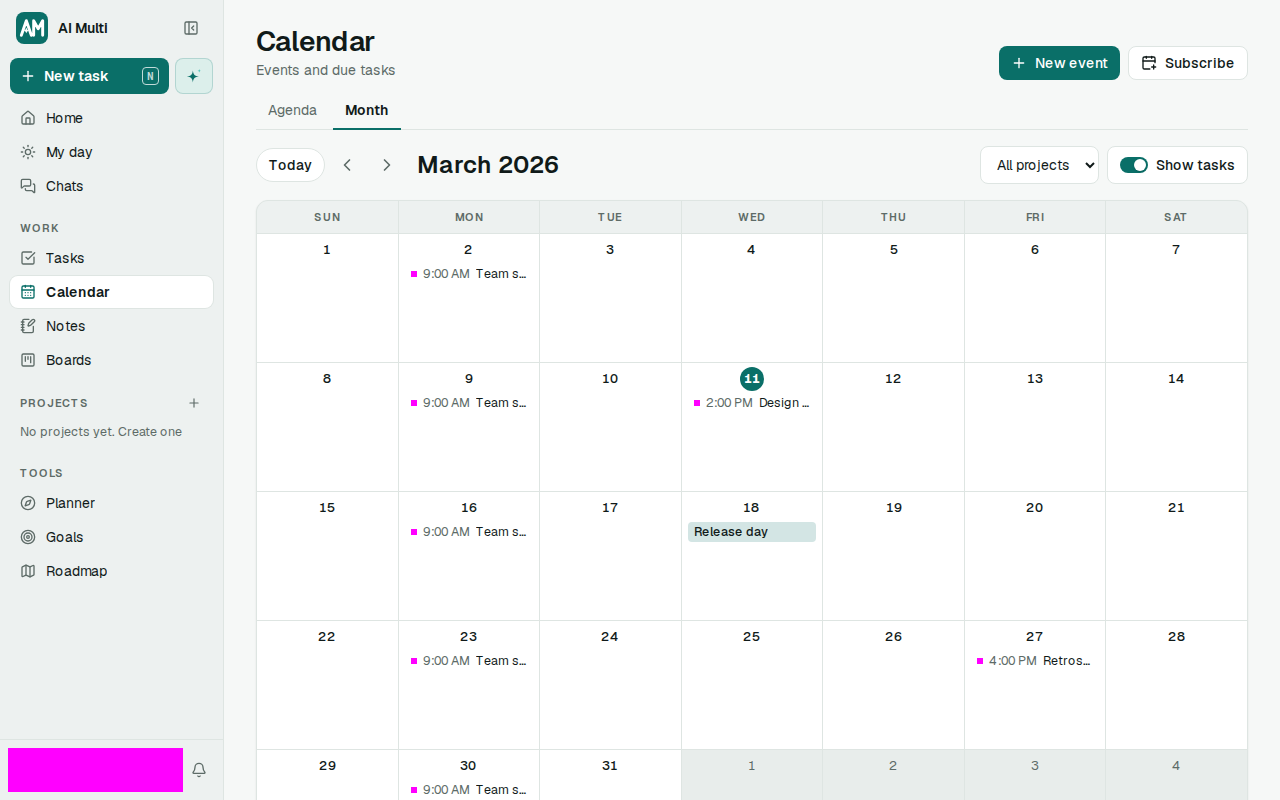 AM AI Multi
New task N
Home
My day
Chats
WORK
Tasks
Calendar
Notes
Boards
PROJECTS
No projects yet. Create one
TOOLS
Planner
Goals
Roadmap
Calendar
Events and due tasks
New event
Subscribe
Agenda Month
Today March 2026 All projects Show tasks
SUN MON TUE WED THU FRI SAT
1 2 3 4 5 6 7
9:00 AM Team s…
8 9 10 11 12 13 14
9:00 AM Team s… 2:00 PM Design …
15 16 17 18 19 20 21
9:00 AM Team s… Release day
22 23 24 25 26 27 28
9:00 AM Team s… 4:00 PM Retros…
29 30 31 1 2 3 4
9:00 AM Team s…